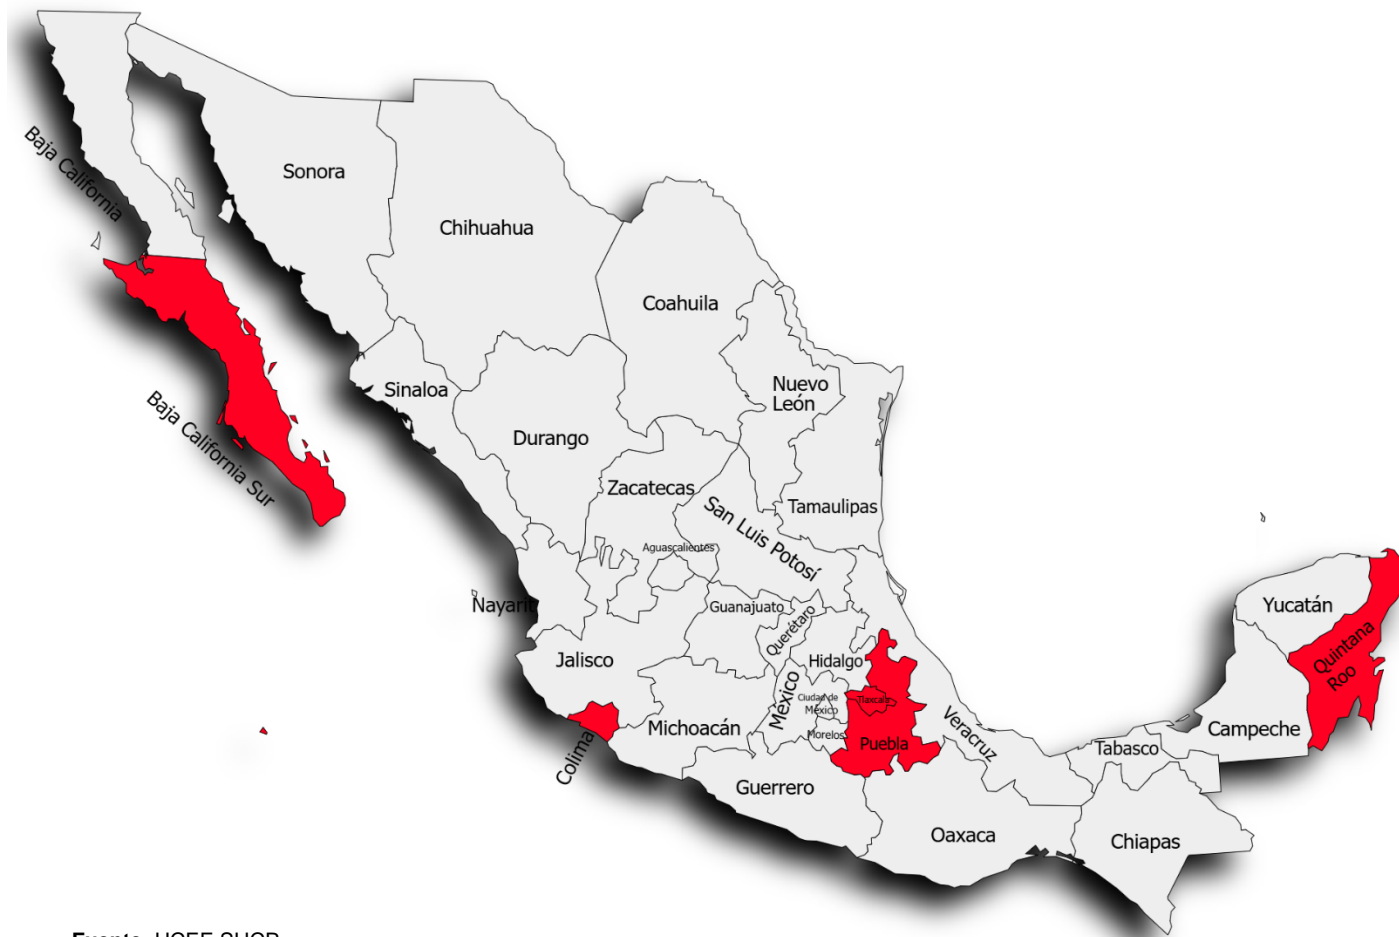 Baja California
Sonora
Chihuahua
Coahuila
Baja California Sur
Sinaloa
Nuevo
León
Durango
Zacatecas
San Luis Potosí
Tamaulipas
Aguascalientes
Nayarit
Guanajuato
Querétaro
Yucatán
Jalisco
Hidalgo
Quintana
Roo
México
Ciudad de
México
Tlaxcala
Colima
Michoacán
Morelos
Puebla
Veracruz
Tabasco
Campeche
Guerrero
Oaxaca
Chiapas